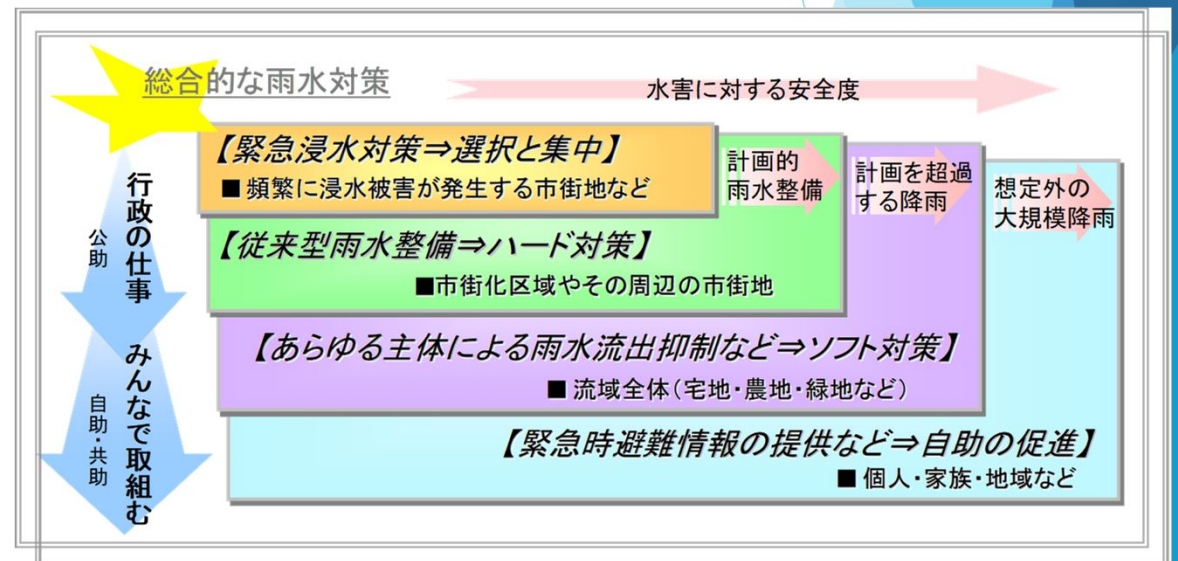 総合的な雨水対策
水害に対する安全度
【緊急浸水対策⇒選択と集中】
■ 頻繁に浸水被害が発生する市街地など
計画的
雨水整備
計画を超過
する降雨
想定外の
大規模降雨
【従来型雨水整備⇒ハード対策】
■市街化区域やその周辺の市街地
【あらゆる主体による雨水流出抑制など⇒ソフト対策】
■ 流域全体（宅地・農地・緑地など）
【緊急時避難情報の提供など⇒自助の促進】
■ 個人・家族・地域など
行政の仕事
公助
みんなで取組む
自助・共助